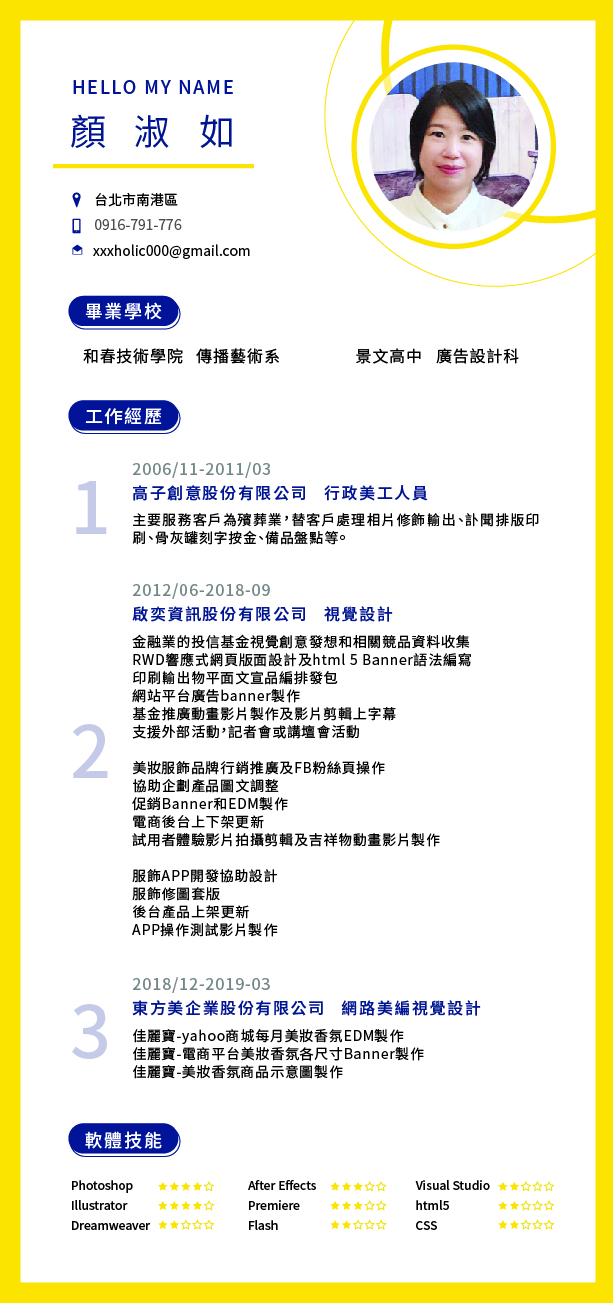 HELLO MY NAME
顏 淑 如
台北市南港區
0916-791-776
xxxholic000@gmail.com
畢業學校
和春技術學院 傳播藝術系 景文高中 廣告設計科
工作經歷
1
2006/11-2011/03
高子創意股份有限公司 行政美工人員
主要服務客戶為殯葬業,替客戶處理相片修飾輸出、訃聞排版印
刷、骨灰罐刻字按金、備品盤點等。
2
2012/06-2018-09
啟奕資訊股份有限公司 視覺設計
金融業的投信基金視覺創意發想和相關競品資料收集
RWD響應式網頁版面設計及html 5 Banner語法編寫
印刷輸出物平面文宣品編排發包
網站平台廣告banner製作
基金推廣動畫影片製作及影片剪輯上字幕
支援外部活動,記者會或講壇會活動
美妝服飾品牌行銷推廣及FB粉絲頁操作
協助企劃產品圖文調整
促銷Banner和EDM製作
電商後台上下架更新
試用者體驗影片拍攝剪輯及吉祥物動畫影片製作
服飾APP開發協助設計
服飾修圖套版
後台產品上架更新
APP操作測試影片製作
3
2018/12-2019-03
東方美企業股份有限公司 網路美編視覺設計
佳麗寶-yahoo商城每月美妝香氛EDM製作
佳麗寶-電商平台美妝香氛各尺寸Banner製作
佳麗寶-美妝香氛商品示意圖製作
軟體技能
Photoshop ★★★★☆ After Effects ★★★☆☆ Visual Studio ★★☆☆☆
Illustrator ★★★★☆ Premiere ★★★☆☆ html5 ★★☆☆☆
Dreamweaver ★★☆☆☆ Flash ★★☆☆☆ CSS ★★☆☆☆